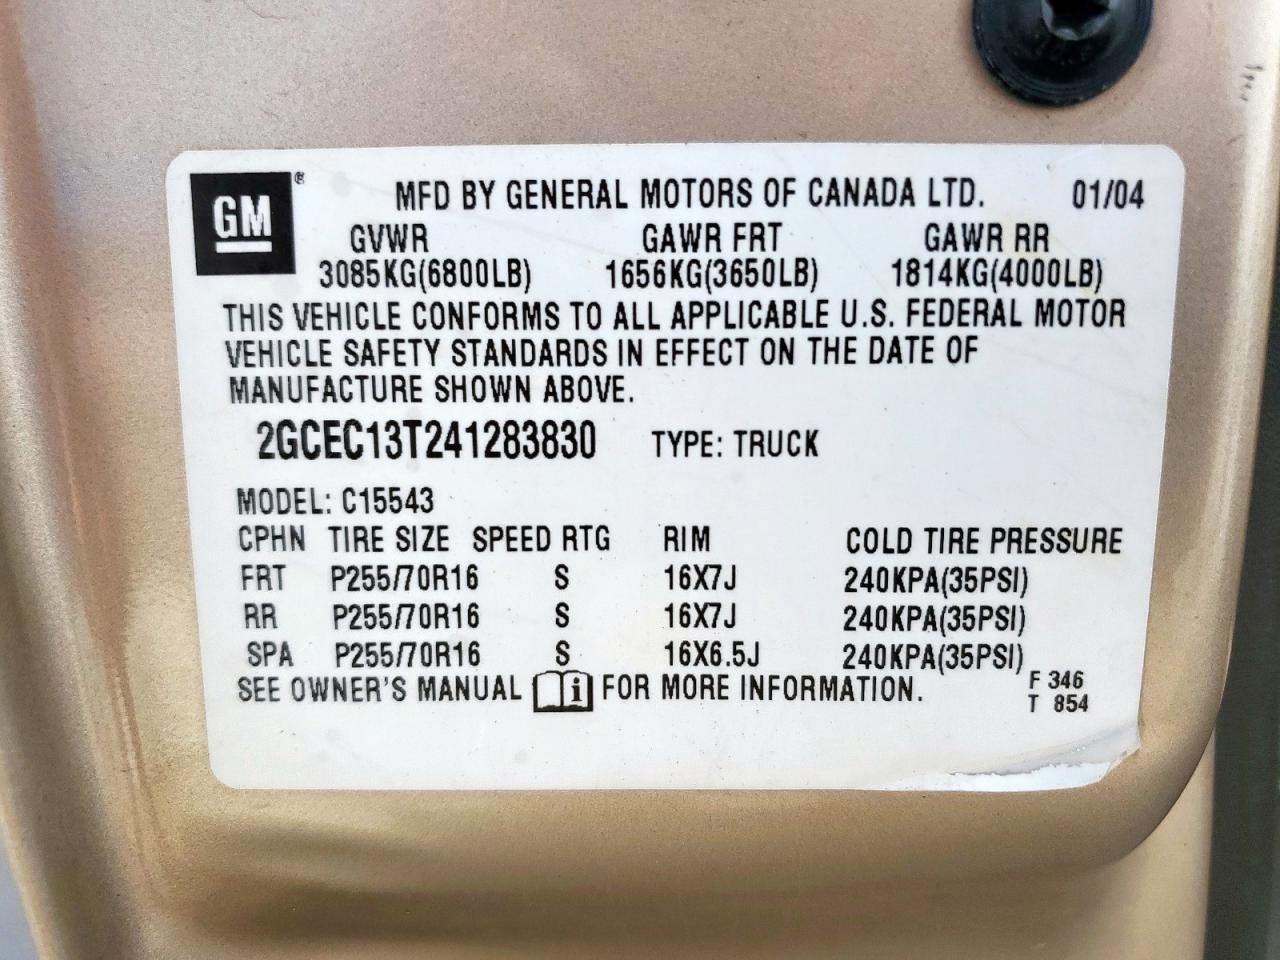 GM® MFD BY GENERAL MOTORS OF CANADA LTD. 01/04
GVWR GAWR FRT GAWR RR
3085KG(6800LB) 1656KG(3650LB) 1814KG(4000LB)
THIS VEHICLE CONFORMS TO ALL APPLICABLE U.S. FEDERAL MOTOR
VEHICLE SAFETY STANDARDS IN EFFECT ON THE DATE OF
MANUFACTURE SHOWN ABOVE.
2GCEC13T241283830 TYPE: TRUCK
MODEL: C15543
CPHN TIRE SIZE SPEED RTG RIM COLD TIRE PRESSURE
FRT P255/70R16 S 16X7J 240KPA(35PSI)
RR P255/70R16 S 16X7J 240KPA(35PSI)
SPA P255/70R16 S 16X6.5J 240KPA(35PSI)
SEE OWNER'S MANUAL i FOR MORE INFORMATION. F 346
T 854